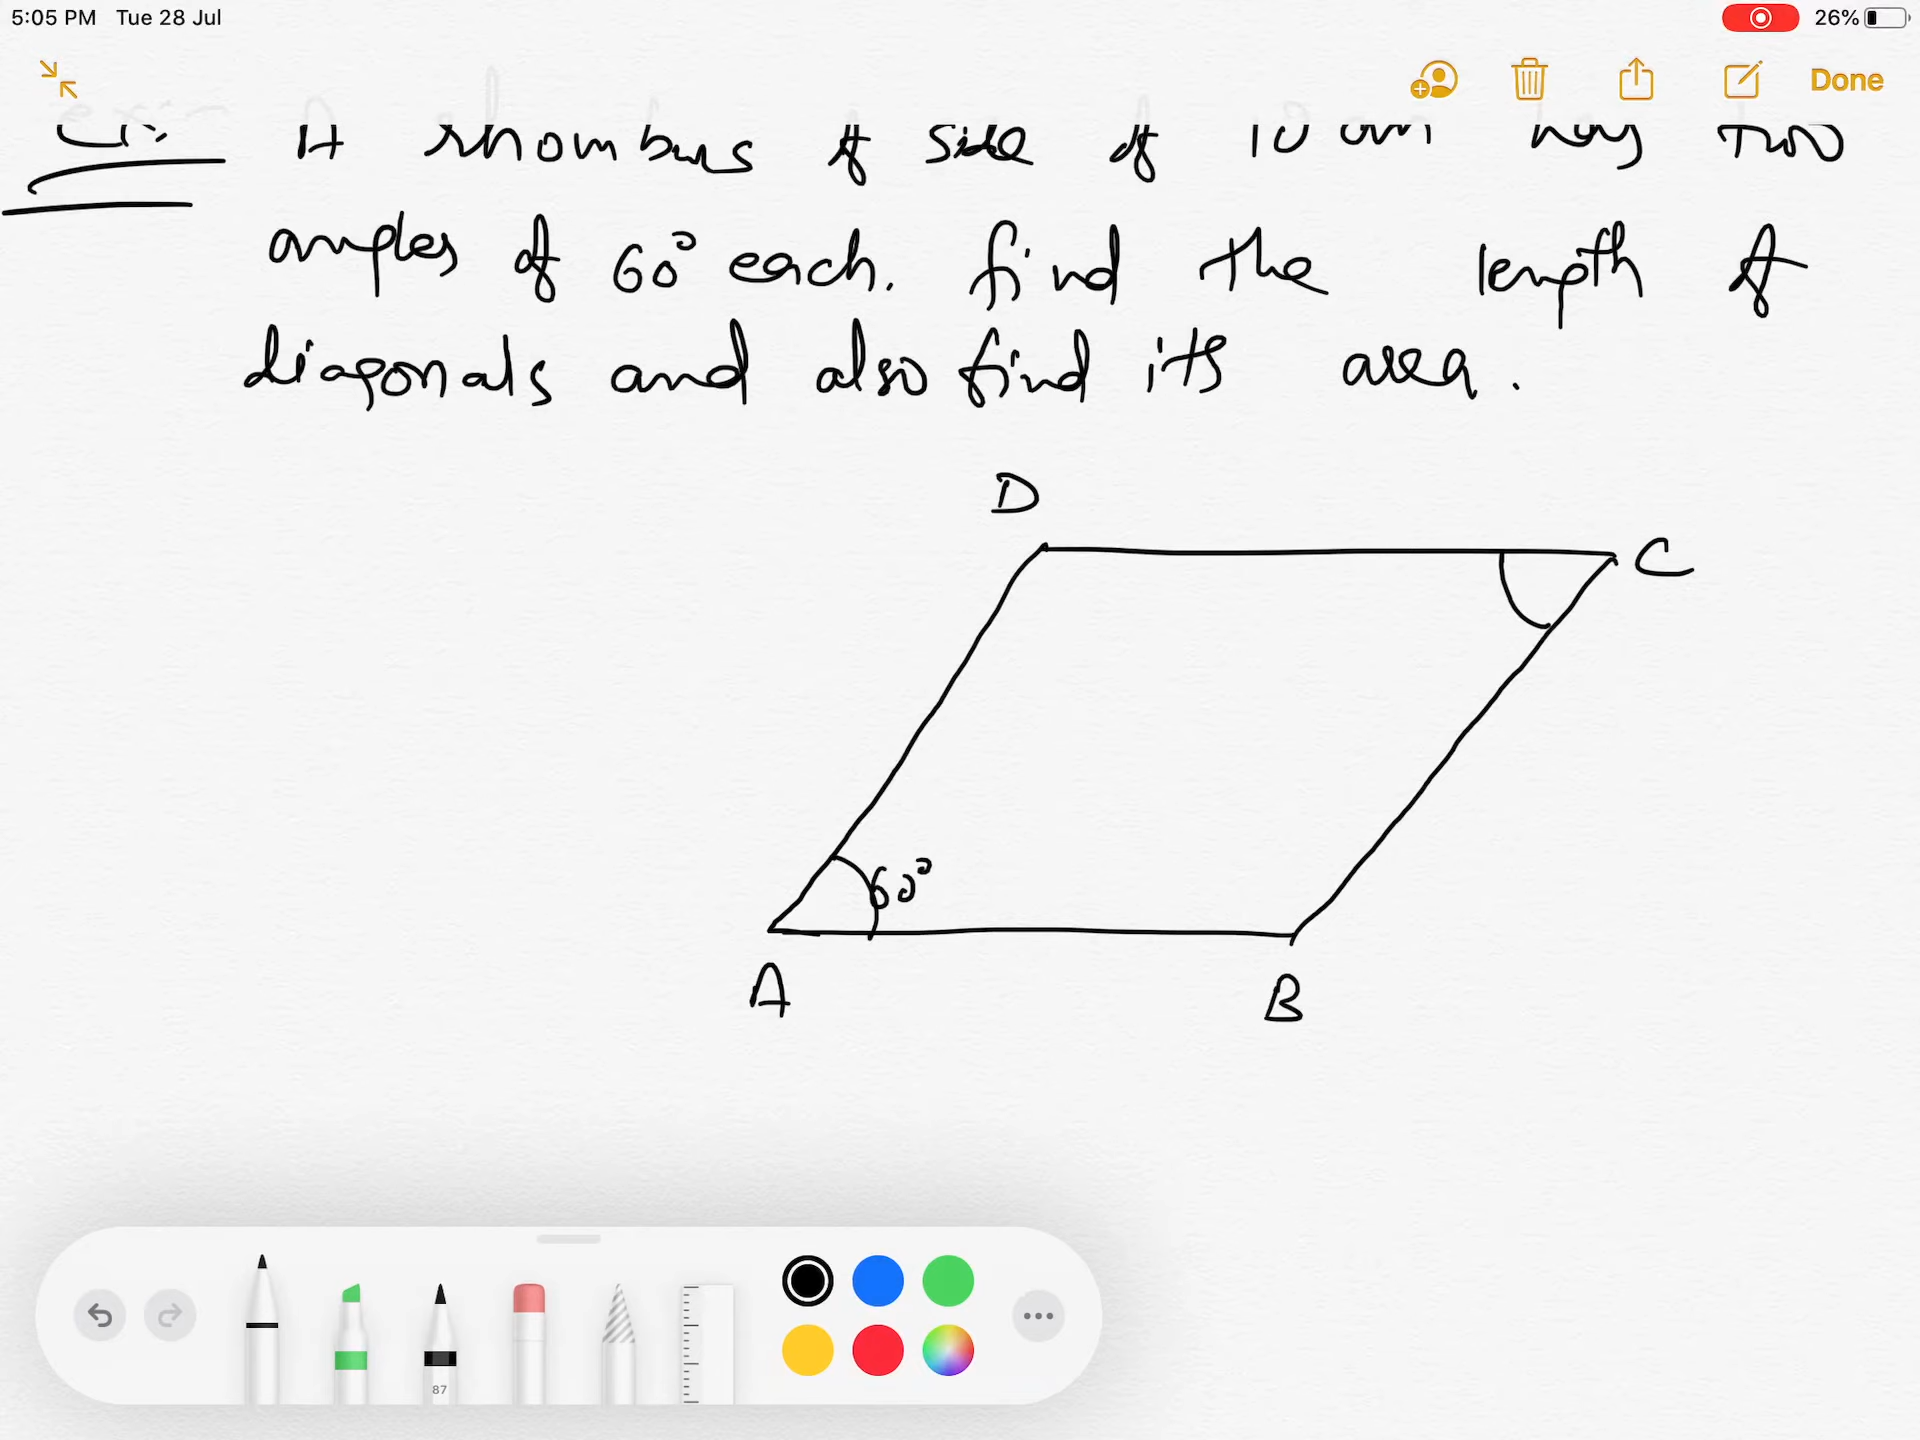 5:05 PM Tue 28 Jul 26%
Done
A rhombus of side of 10 cm has two
angles of 60° each. find the length of
diagonals and also find its area.
D
C
60°
A
B
87